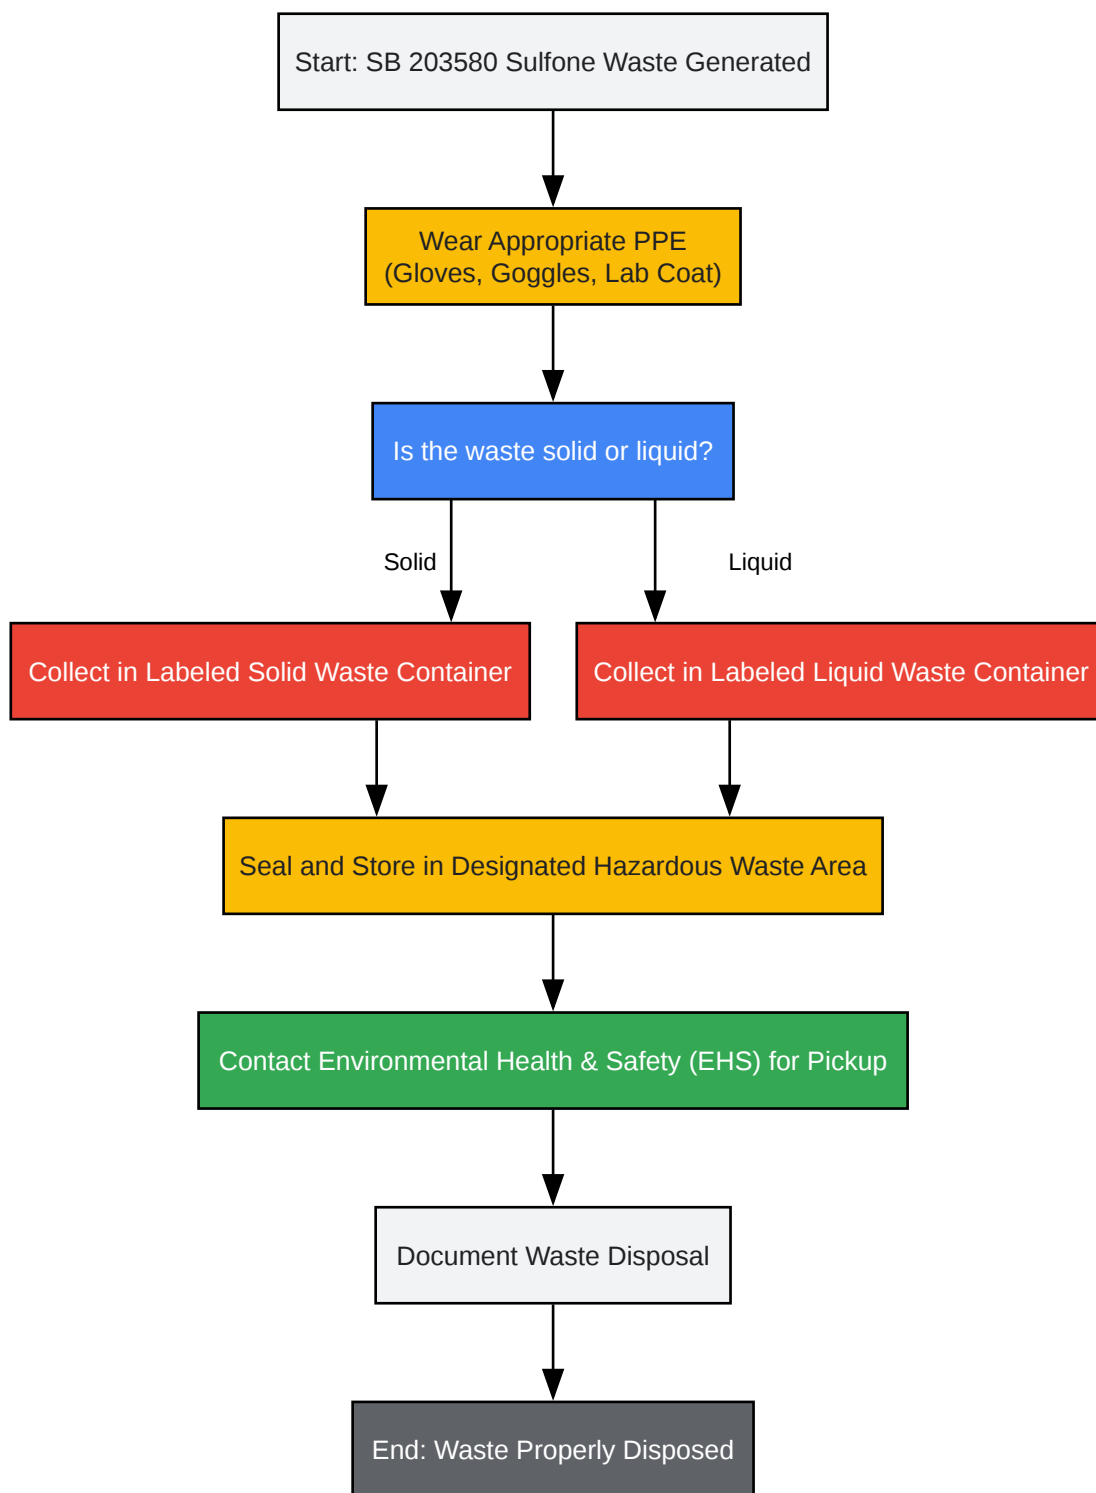 Start: SB 203580 Sulfone Waste Generated
Wear Appropriate PPE
(Gloves, Goggles, Lab Coat)
Is the waste solid or liquid?
Solid
Liquid
Collect in Labeled Solid Waste Container
Collect in Labeled Liquid Waste Container
Seal and Store in Designated Hazardous Waste Area
Contact Environmental Health & Safety (EHS) for Pickup
Document Waste Disposal
End: Waste Properly Disposed